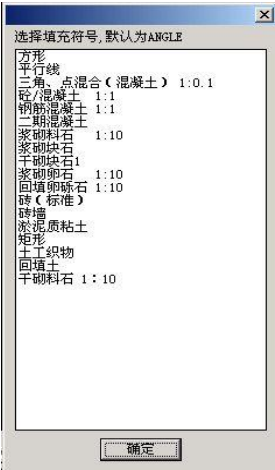 选择填充符号,默认为ANGLE
方形
平行线
三角、点混合(混凝土) 1:0.1
砼/混凝土 1:1
钢筋混凝土 1:1
二期混凝土
浆砌料石 1:10
浆砌块石
干砌块石1
浆砌卵石 1:10
回填卵砾石 1:10
砖(标准)
砖墙
淤泥质粘土
矩形
土工织物
回填土
干砌料石 1:10
确定